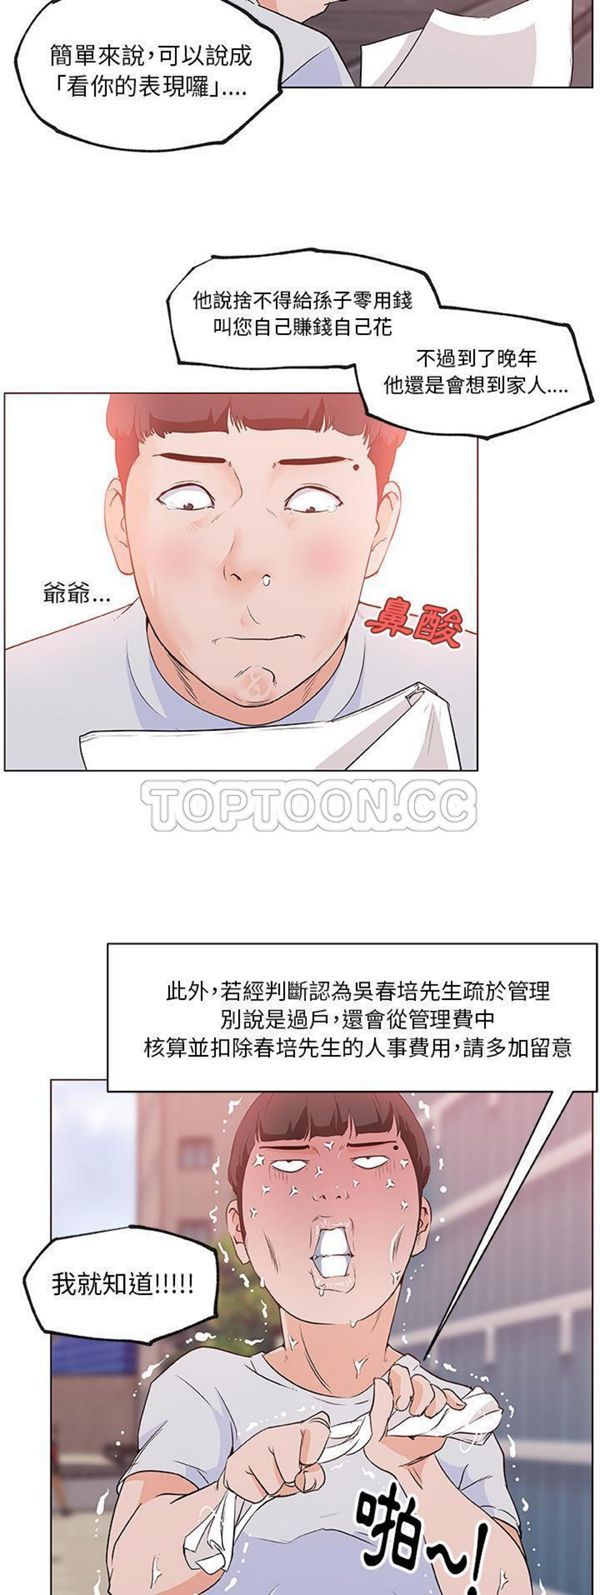 簡單來說，可以說成
「看你的表現囉」....
他說捨不得給孫子零用錢
叫您自己賺錢自己花
不過到了晚年
他還是會想到家人....
爺爺...
鼻酸
TOPTOON.CC
此外，若經判斷認為吳春培先生疏於管理
別說是過戶，還會從管理費中
核算並扣除春培先生的人事費用，請多加留意
我就知道!!!!!
啪~!